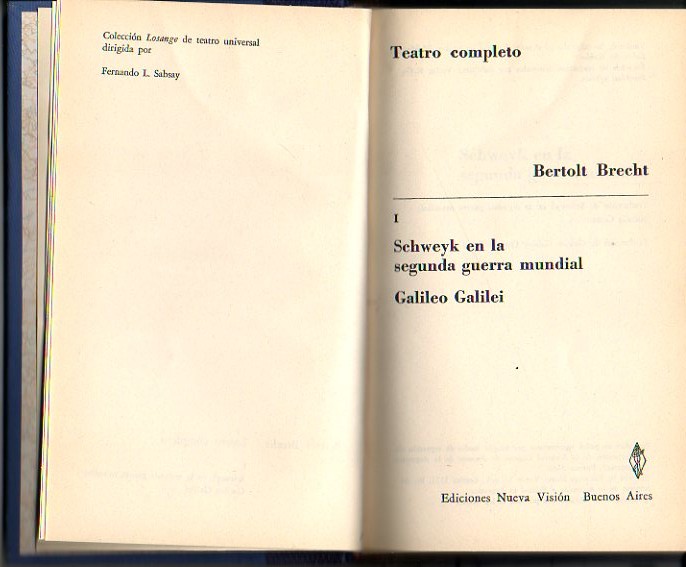 Colección Losange de teatro universal
dirigida por
Fernando L. Sabsay
Teatro completo
Bertolt Brecht
I
Schweyk en la
segunda guerra mundial
Galileo Galilei
Ediciones Nueva Visión Buenos Aires